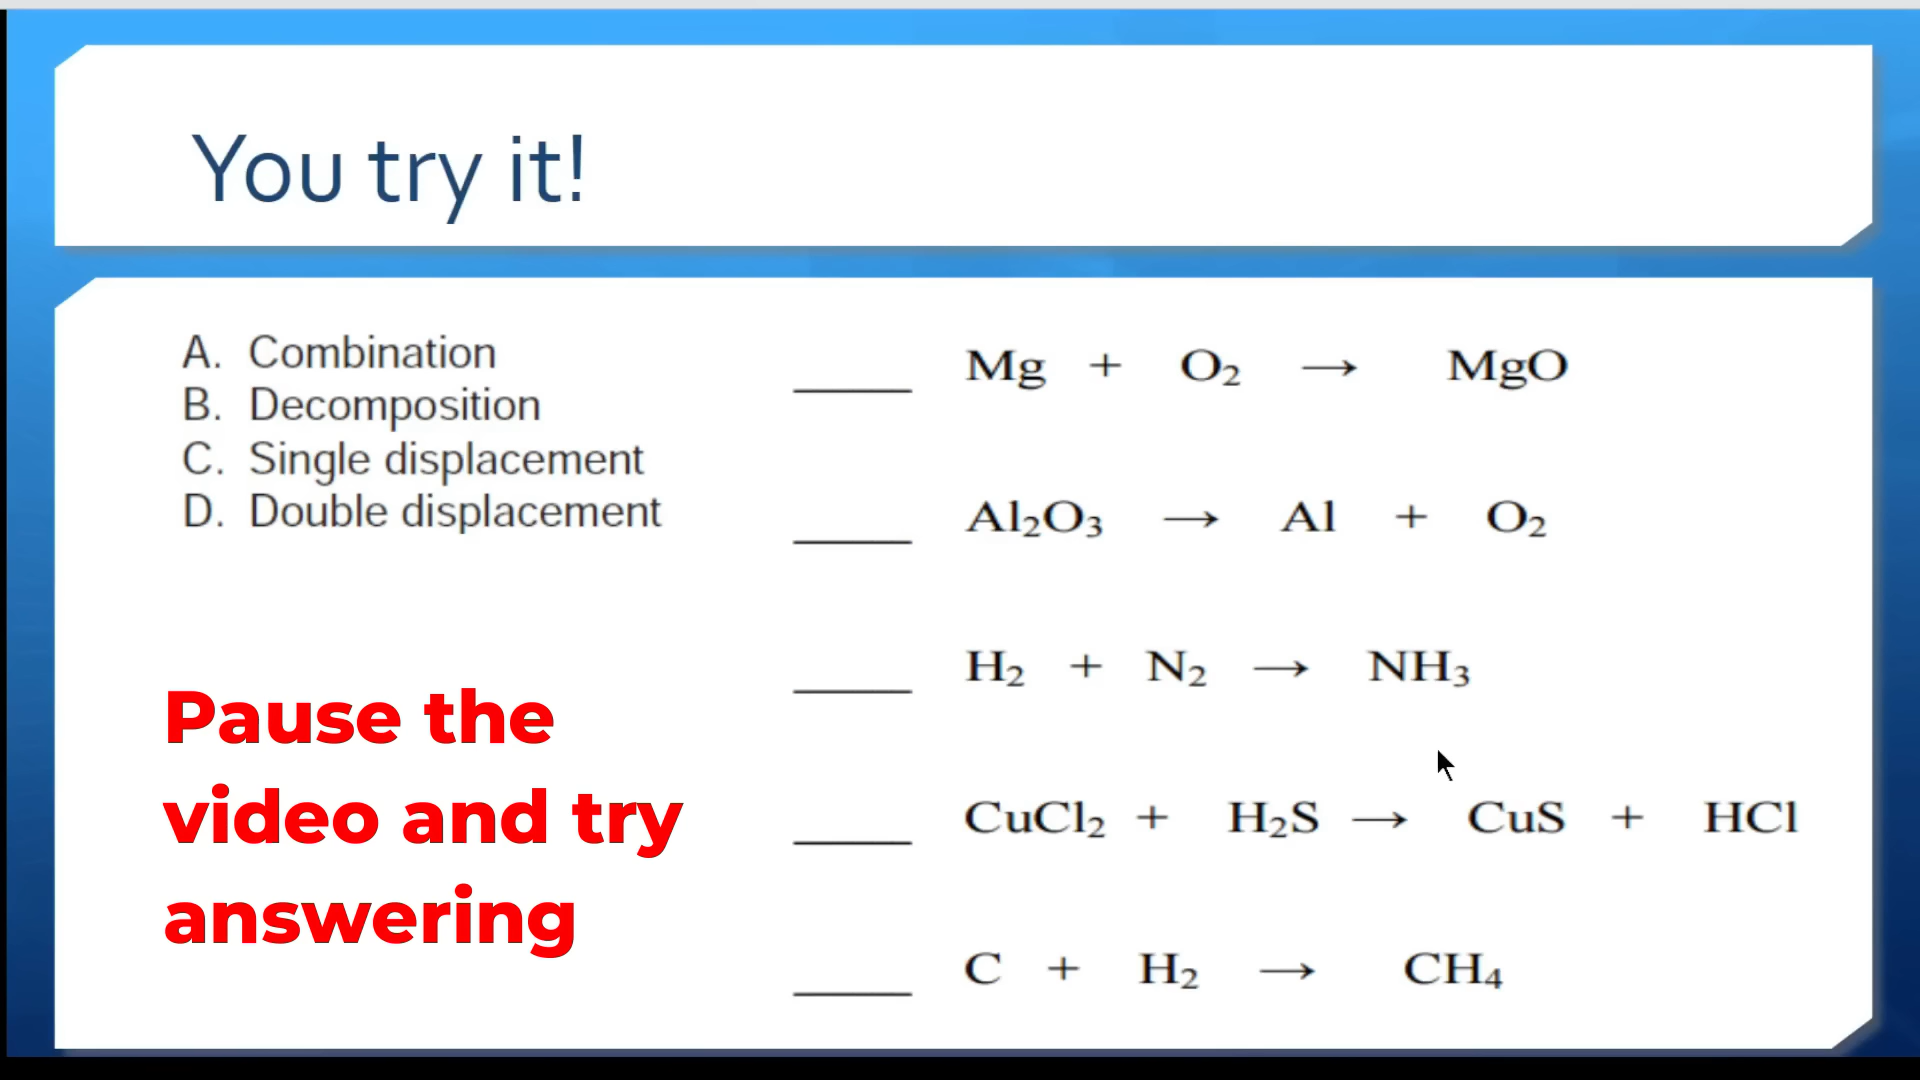 You try it!
A. Combination
B. Decomposition
C. Single displacement
D. Double displacement
Pause the
video and try
answering
____ Mg + O₂ → MgO
____ Al₂O₃ → Al + O₂
____ H₂ + N₂ → NH₃
____ CuCl₂ + H₂S → CuS + HCl
____ C + H₂ → CH₄